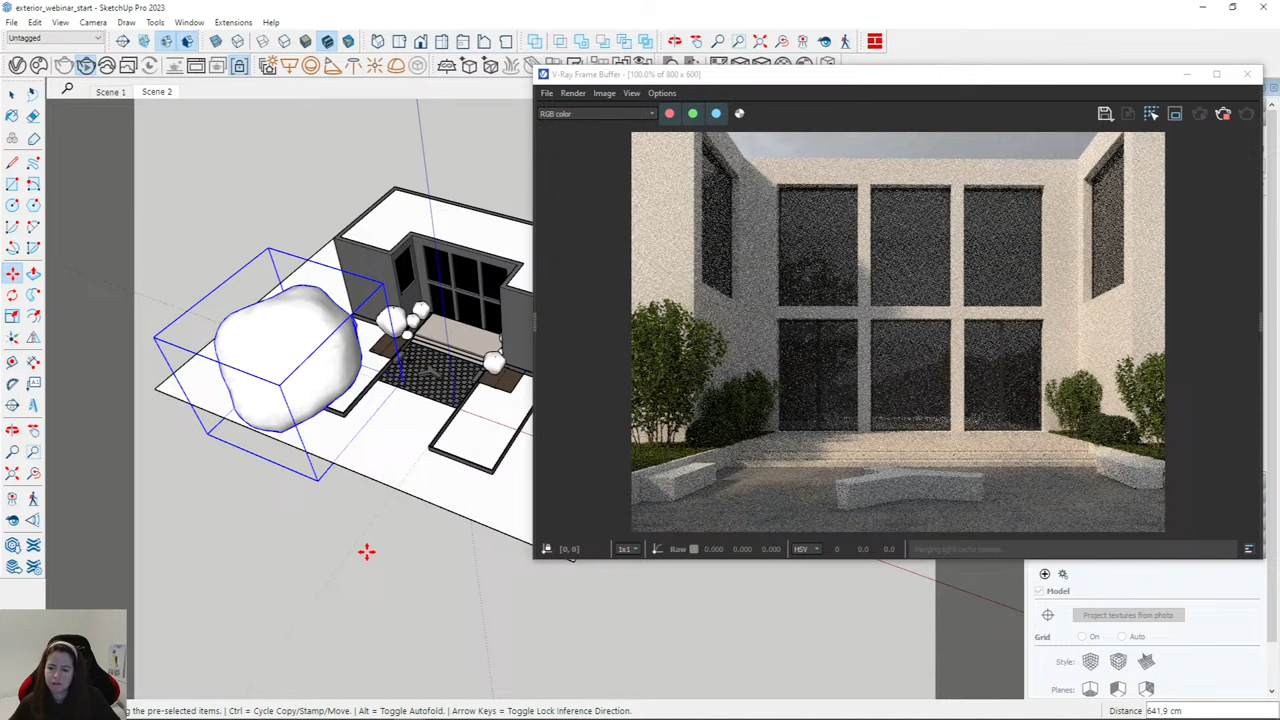 exterior_webinar_start - SketchUp Pro 2023
File Edit View Camera Draw Tools Window Extensions Help
Untagged
V-Ray Frame Buffer - [100.0% of 800 x 600]
Scene 1 Scene 2
File Render Image View Options
RGB color
[0, 0] 1x1 Raw 0.000 0.000 0.000 HSV 0 0.0 0.0 Merging light cache passes...
Model
Project textures from photo
Grid On Auto
Style:
Planes:
the pre-selected items. | Ctrl = Cycle Copy/Stamp/Move. | Alt = Toggle Autofold. | Arrow Keys = Toggle Lock Inference Direction.
Distance 641,9 cm